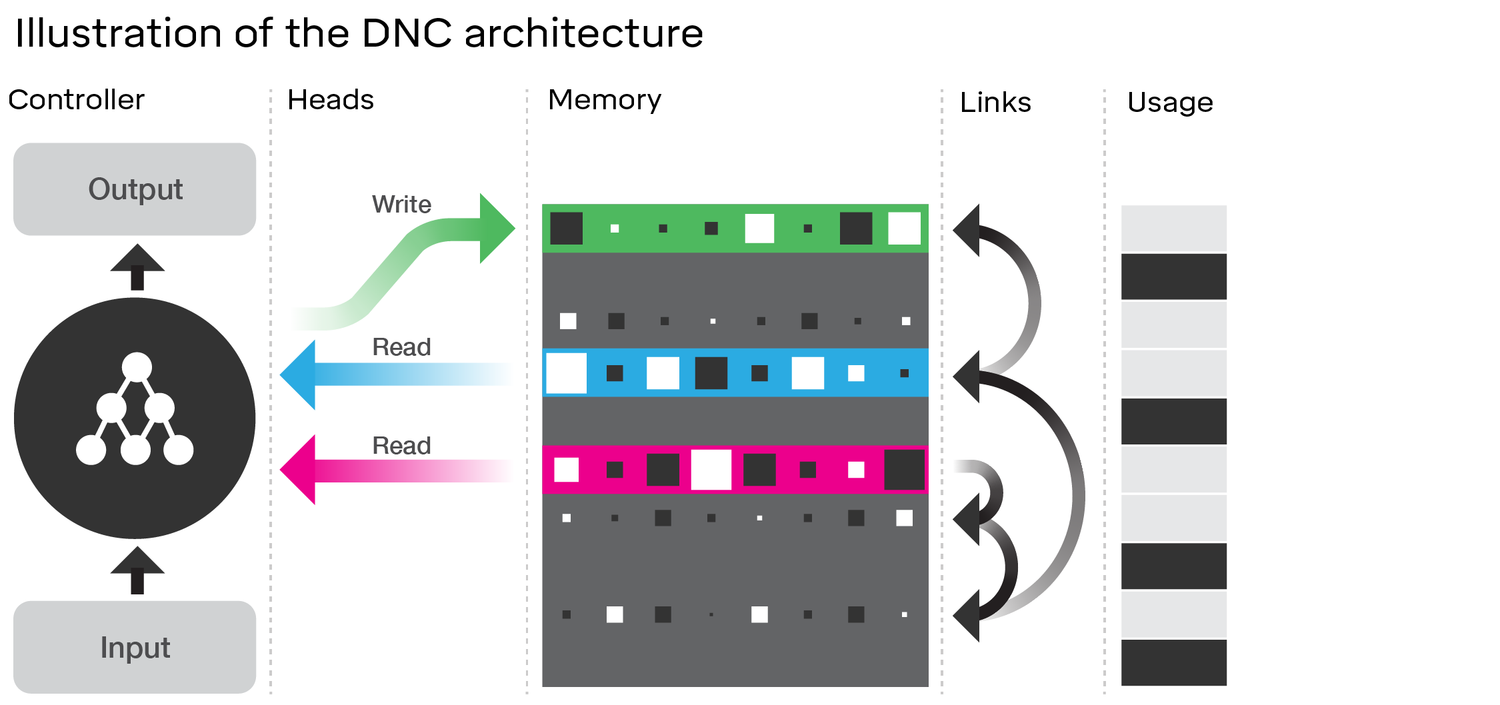 Illustration of the DNC architecture
Controller
Heads
Memory
Links
Usage
Output
Write
Read
Read
Input